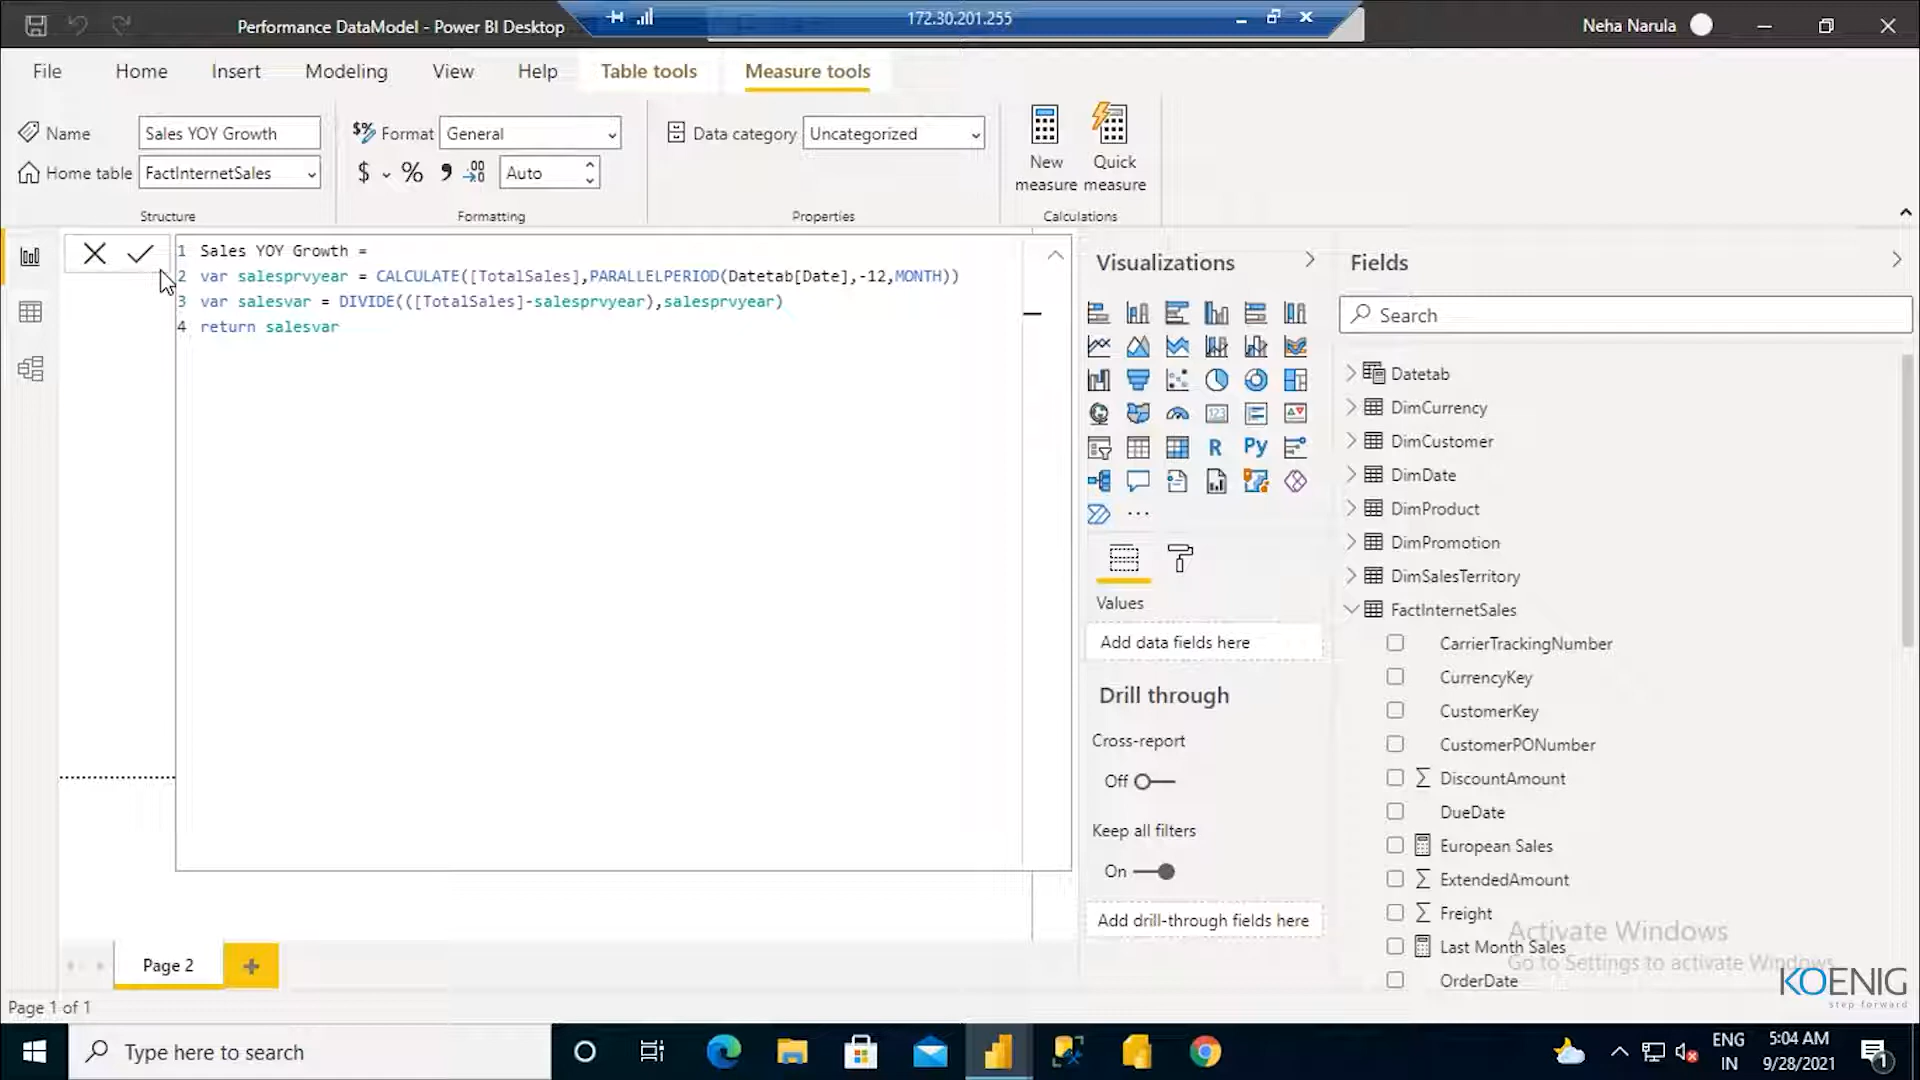 Performance DataModel - Power BI Desktop
172.30.201.255
Neha Narula
File Home Insert Modeling View Help Table tools Measure tools
Name Sales YOY Growth
Home table FactInternetSales
Structure
Format General
$ % Auto
Formatting
Data category Uncategorized
Properties
New measure
Quick measure
Calculations
1 Sales YOY Growth =
2 var salesprvyear = CALCULATE([TotalSales],PARALLELPERIOD(Datetab[Date],-12,MONTH))
3 var salesvar = DIVIDE(([TotalSales]-salesprvyear),salesprvyear)
4 return salesvar
Visualizations
123
R Py
Values
Add data fields here
Drill through
Cross-report
Off
Keep all filters
On
Add drill-through fields here
Fields
Search
Datetab
DimCurrency
DimCustomer
DimDate
DimProduct
DimPromotion
DimSalesTerritory
FactInternetSales
CarrierTrackingNumber
CurrencyKey
CustomerKey
CustomerPONumber
DiscountAmount
DueDate
European Sales
ExtendedAmount
Freight
Last Month Sales
OrderDate
Activate Windows
Go to Settings to activate Windows.
KOENIG
step forward
Page 2
Page 1 of 1
Type here to search
ENG
IN
5:04 AM
9/28/2021
1